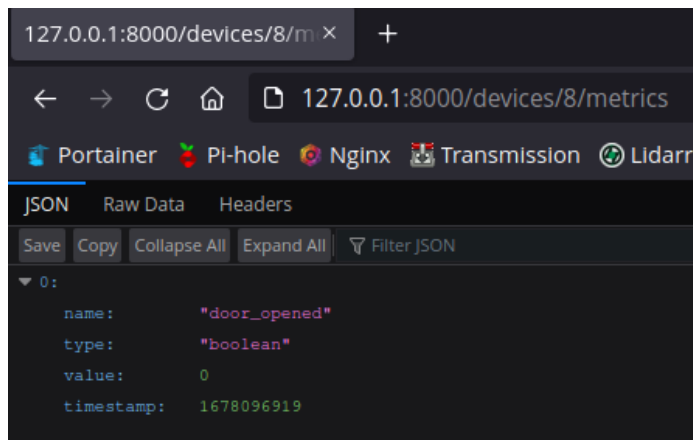 127.0.0.1:8000/devices/8/m
127.0.0.1:8000/devices/8/metrics
Portainer Pi-hole Nginx Transmission Lidarr
JSON Raw Data Headers
Save Copy Collapse All Expand All Filter JSON
0:
name: "door_opened"
type: "boolean"
value: 0
timestamp: 1678096919